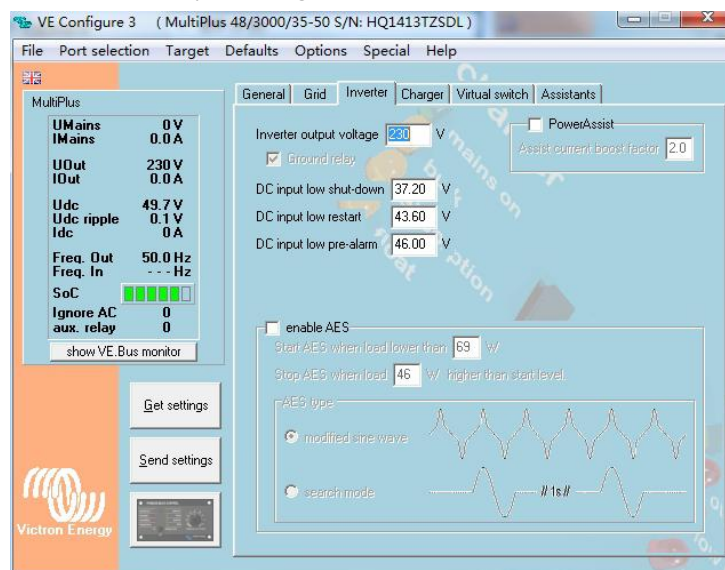 VE Configure 3 ( MultiPlus 48/3000/35-50 S/N: HQ1413TZSDL )
File Port selection Target Defaults Options Special Help
MultiPlus
UMains 0 V
IMains 0.0 A
UOut 230 V
IOut 0.0 A
Udc 49.7 V
Udc ripple 0.1 V
Idc 0 A
Freq. Out 50.0 Hz
Freq. In - - - Hz
SoC
Ignore AC 0
aux. relay 0
show VE.Bus monitor
Get settings
Send settings
Victron Energy
General Grid Inverter Charger Virtual switch Assistants
Inverter output voltage 230 V
Ground relay
DC input low shut-down 37.20 V
DC input low restart 43.60 V
DC input low pre-alarm 46.00 V
PowerAssist
Assist current boost factor 2.0
enable AES
Start AES when load lower than 69 W
Stop AES when load 46 W higher than start level.
AES type
modified sine wave
search mode
// 1s //
mains on